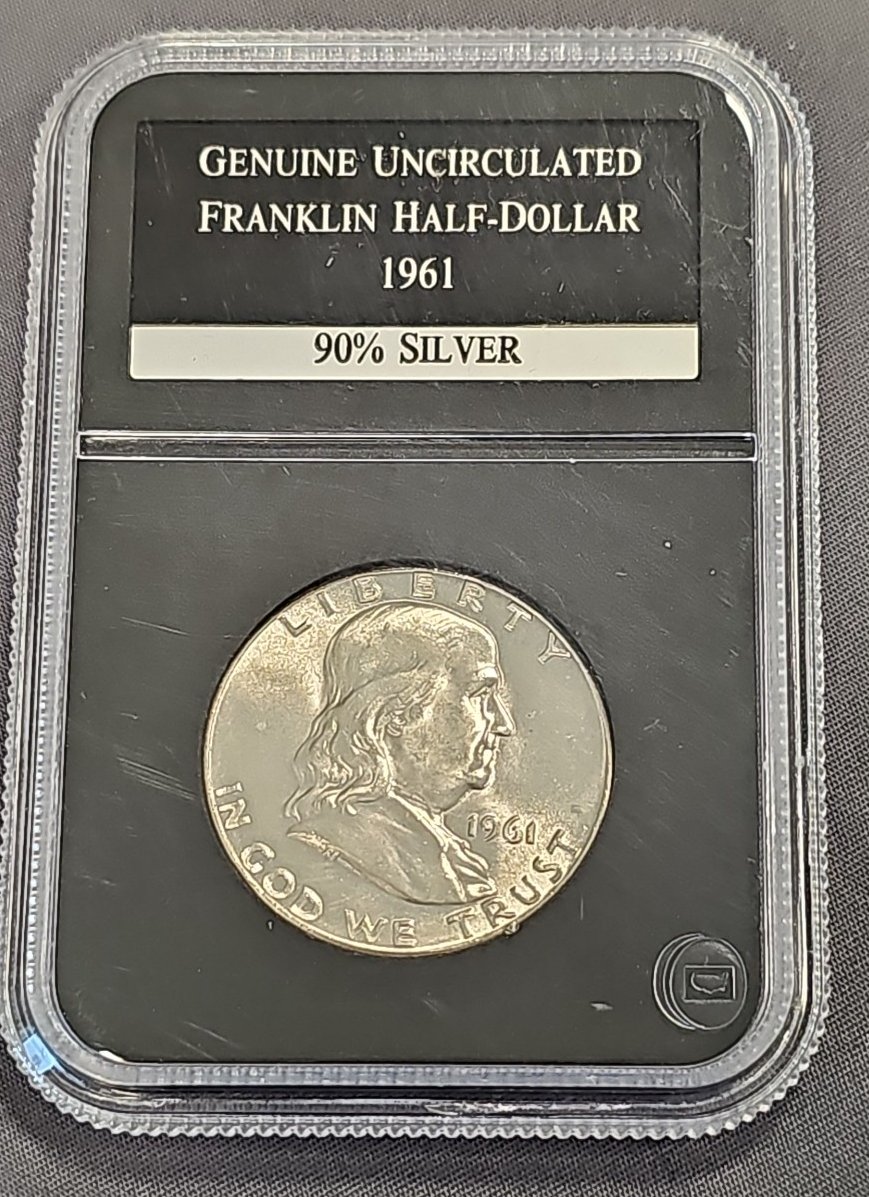 GENUINE UNCIRCULATED
FRANKLIN HALF-DOLLAR
1961
90% SILVER
LIBERTY
1961
IN GOD WE TRUST